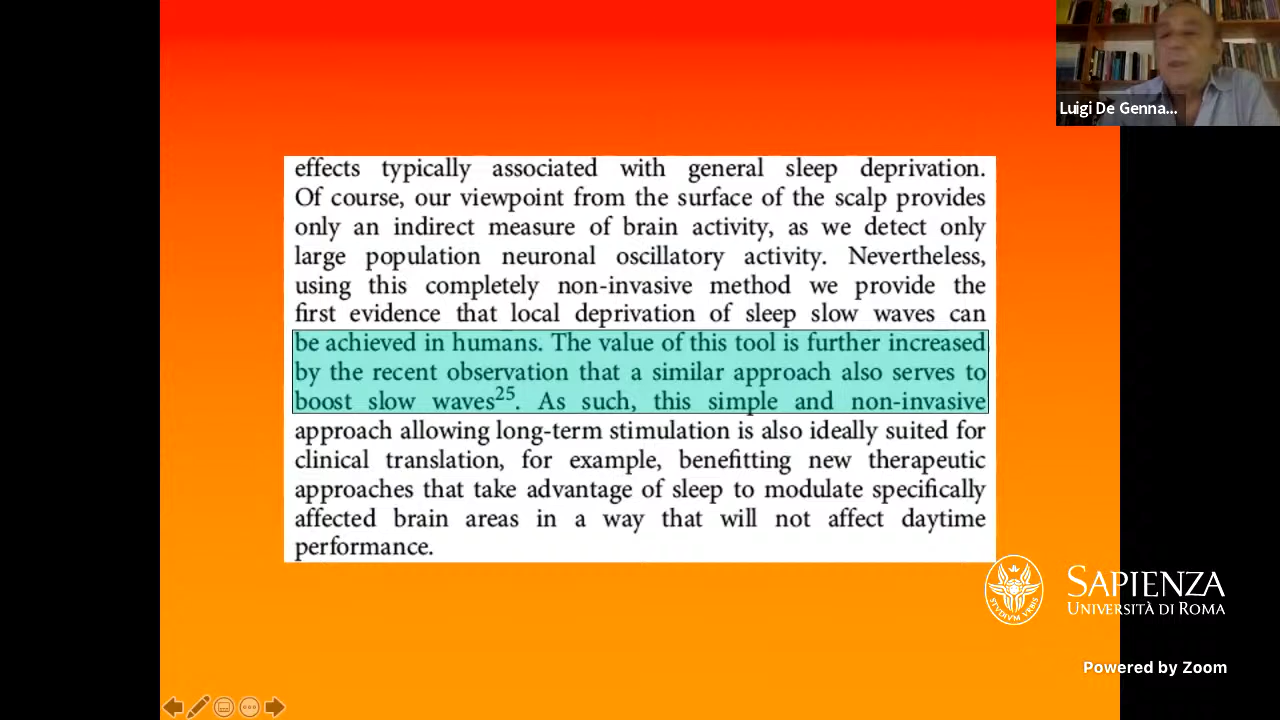 Luigi De Genna...
effects typically associated with general sleep deprivation.
Of course, our viewpoint from the surface of the scalp provides
only an indirect measure of brain activity, as we detect only
large population neuronal oscillatory activity. Nevertheless,
using this completely non-invasive method we provide the
first evidence that local deprivation of sleep slow waves can
be achieved in humans. The value of this tool is further increased
by the recent observation that a similar approach also serves to
boost slow waves25. As such, this simple and non-invasive
approach allowing long-term stimulation is also ideally suited for
clinical translation, for example, benefitting new therapeutic
approaches that take advantage of sleep to modulate specifically
affected brain areas in a way that will not affect daytime
performance.
STVDIVM VRBIS
SAPIENZA
UNIVERSITÀ DI ROMA
Powered by Zoom